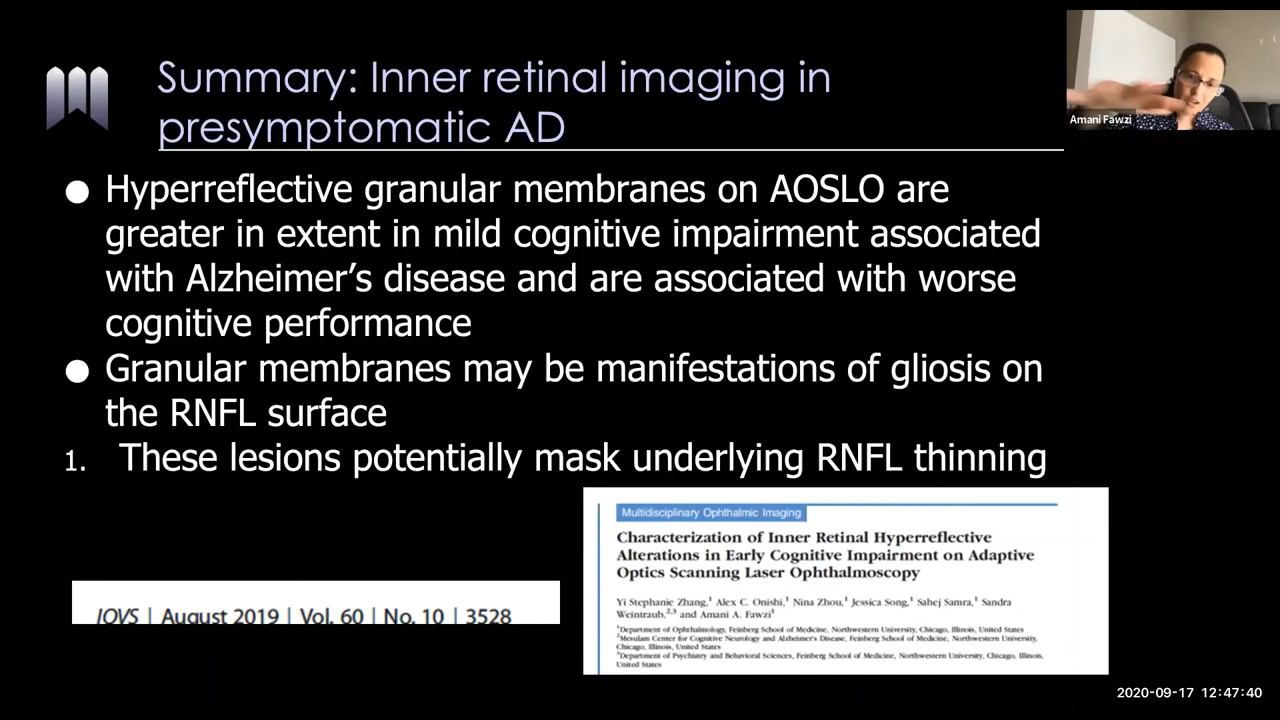 Summary: Inner retinal imaging in
presymptomatic AD
Amani Fawzi
● Hyperreflective granular membranes on AOSLO are
greater in extent in mild cognitive impairment associated
with Alzheimer’s disease and are associated with worse
cognitive performance
● Granular membranes may be manifestations of gliosis on
the RNFL surface
1. These lesions potentially mask underlying RNFL thinning
Multidisciplinary Ophthalmic Imaging
Characterization of Inner Retinal Hyperreflective
Alterations in Early Cognitive Impairment on Adaptive
Optics Scanning Laser Ophthalmoscopy
Yi Stephanie Zhang,1 Alex C. Onishi,1 Nina Zhou,1 Jessica Song,1 Sahej Samra,1 Sandra
Weintraub,2,3 and Amani A. Fawzi1
1Department of Ophthalmology, Feinberg School of Medicine, Northwestern University, Chicago, Illinois, United States
2Mesulam Center for Cognitive Neurology and Alzheimer's Disease, Feinberg School of Medicine, Northwestern University,
Chicago, Illinois, United States
3Department of Psychiatry and Behavioral Sciences, Feinberg School of Medicine, Northwestern University, Chicago, Illinois,
United States
IOVS | August 2019 | Vol. 60 | No. 10 | 3528
2020-09-17 12:47:40